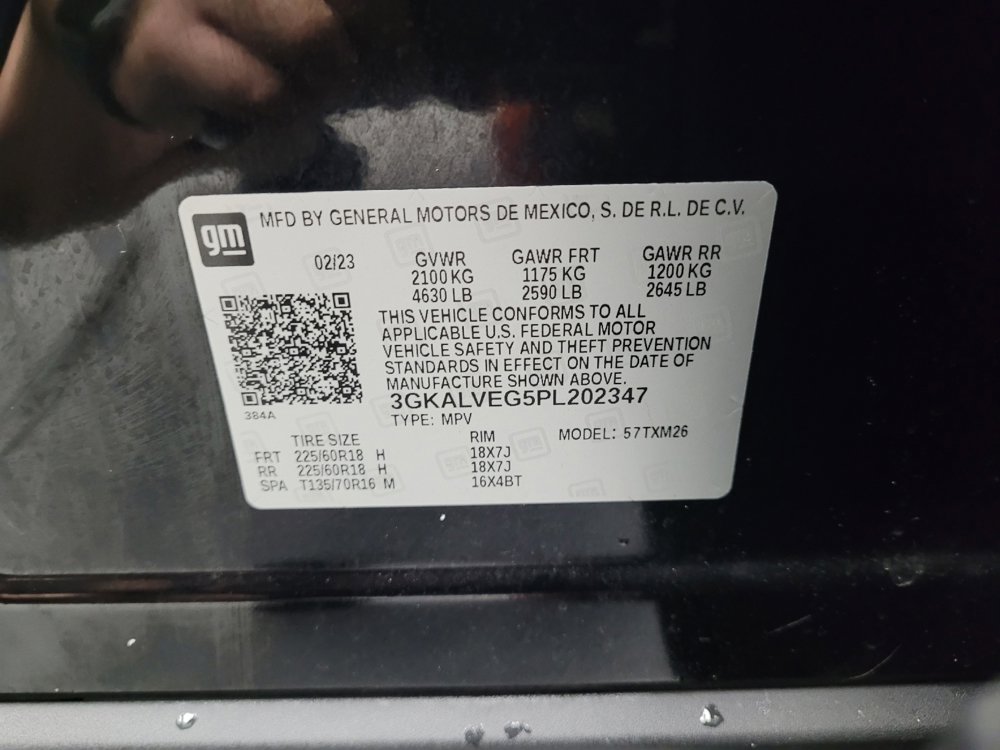 gm
MFD BY GENERAL MOTORS DE MEXICO, S. DE R.L. DE C.V.
02/23 GVWR GAWR FRT GAWR RR
2100 KG 1175 KG 1200 KG
4630 LB 2590 LB 2645 LB
THIS VEHICLE CONFORMS TO ALL
APPLICABLE U.S. FEDERAL MOTOR
VEHICLE SAFETY AND THEFT PREVENTION
STANDARDS IN EFFECT ON THE DATE OF
MANUFACTURE SHOWN ABOVE.
3GKALVEG5PL202347
384A
TYPE: MPV
TIRE SIZE RIM MODEL: 57TXM26
FRT 225/60R18 H 18X7J
RR 225/60R18 H 18X7J
SPA T135/70R16 M 16X4BT